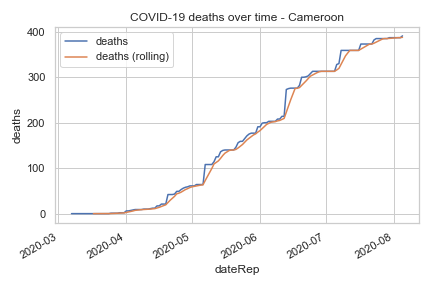 COVID-19 deaths over time - Cameroon
deaths
deaths (rolling)
400
300
200
100
0
deaths
2020-03
2020-04
2020-05
2020-06
2020-07
2020-08
dateRep